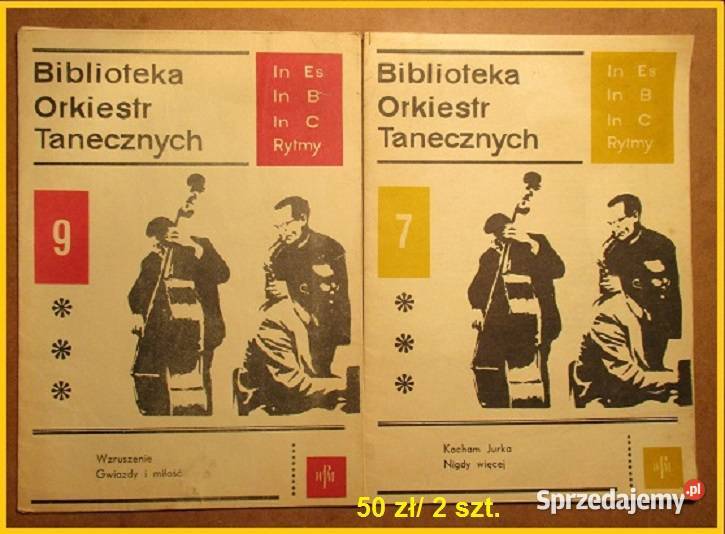 Biblioteka
Orkiestr
Tanecznych
In Es
In B
In C
Rytmy
9
Wzruszenie
Gwiazdy i miłość
Biblioteka
Orkiestr
Tanecznych
In Es
In B
In C
Rytmy
7
Kocham Jurka
Nigdy więcej
50 zł/ 2 szt.
Sprzedajemy.pl